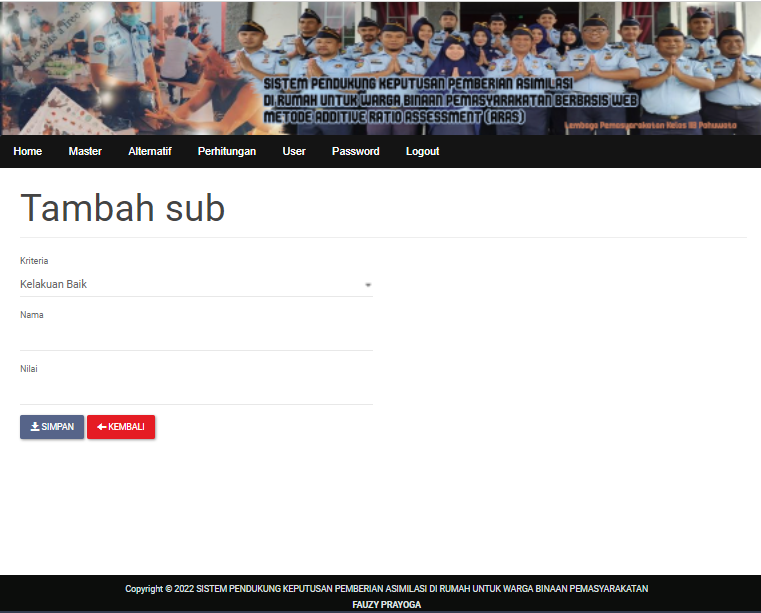 SISTEM PENDUKUNG KEPUTUSAN PEMBERIAN ASIMILASI
DI RUMAH UNTUK WARGA BINAAN PEMASYARAKATAN BERBASIS WEB
METODE ADDITIVE RATIO ASSESSMENT (ARAS)
Lembaga Pemasyarakatan Kelas IIB Pohuwato
Home Master Alternatif Perhitungan User Password Logout
Tambah sub
Kriteria
Kelakuan Baik
Nama
Nilai
SIMPAN KEMBALI
Copyright © 2022 SISTEM PENDUKUNG KEPUTUSAN PEMBERIAN ASIMILASI DI RUMAH UNTUK WARGA BINAAN PEMASYARAKATAN
FAUZY PRAYOGA